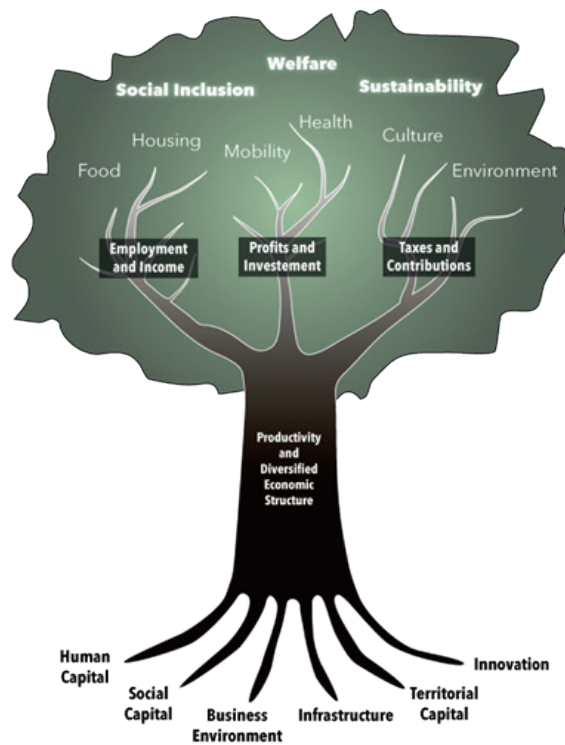 Welfare
Social Inclusion
Sustainability
Health
Housing
Mobility
Culture
Food
Environment
Employment
and Income
Profits and
Investement
Taxes and
Contributions
Productivity
and
Diversified
Economic
Structure
Human
Capital
Social
Capital
Business
Environment
Infrastructure
Territorial
Capital
Innovation